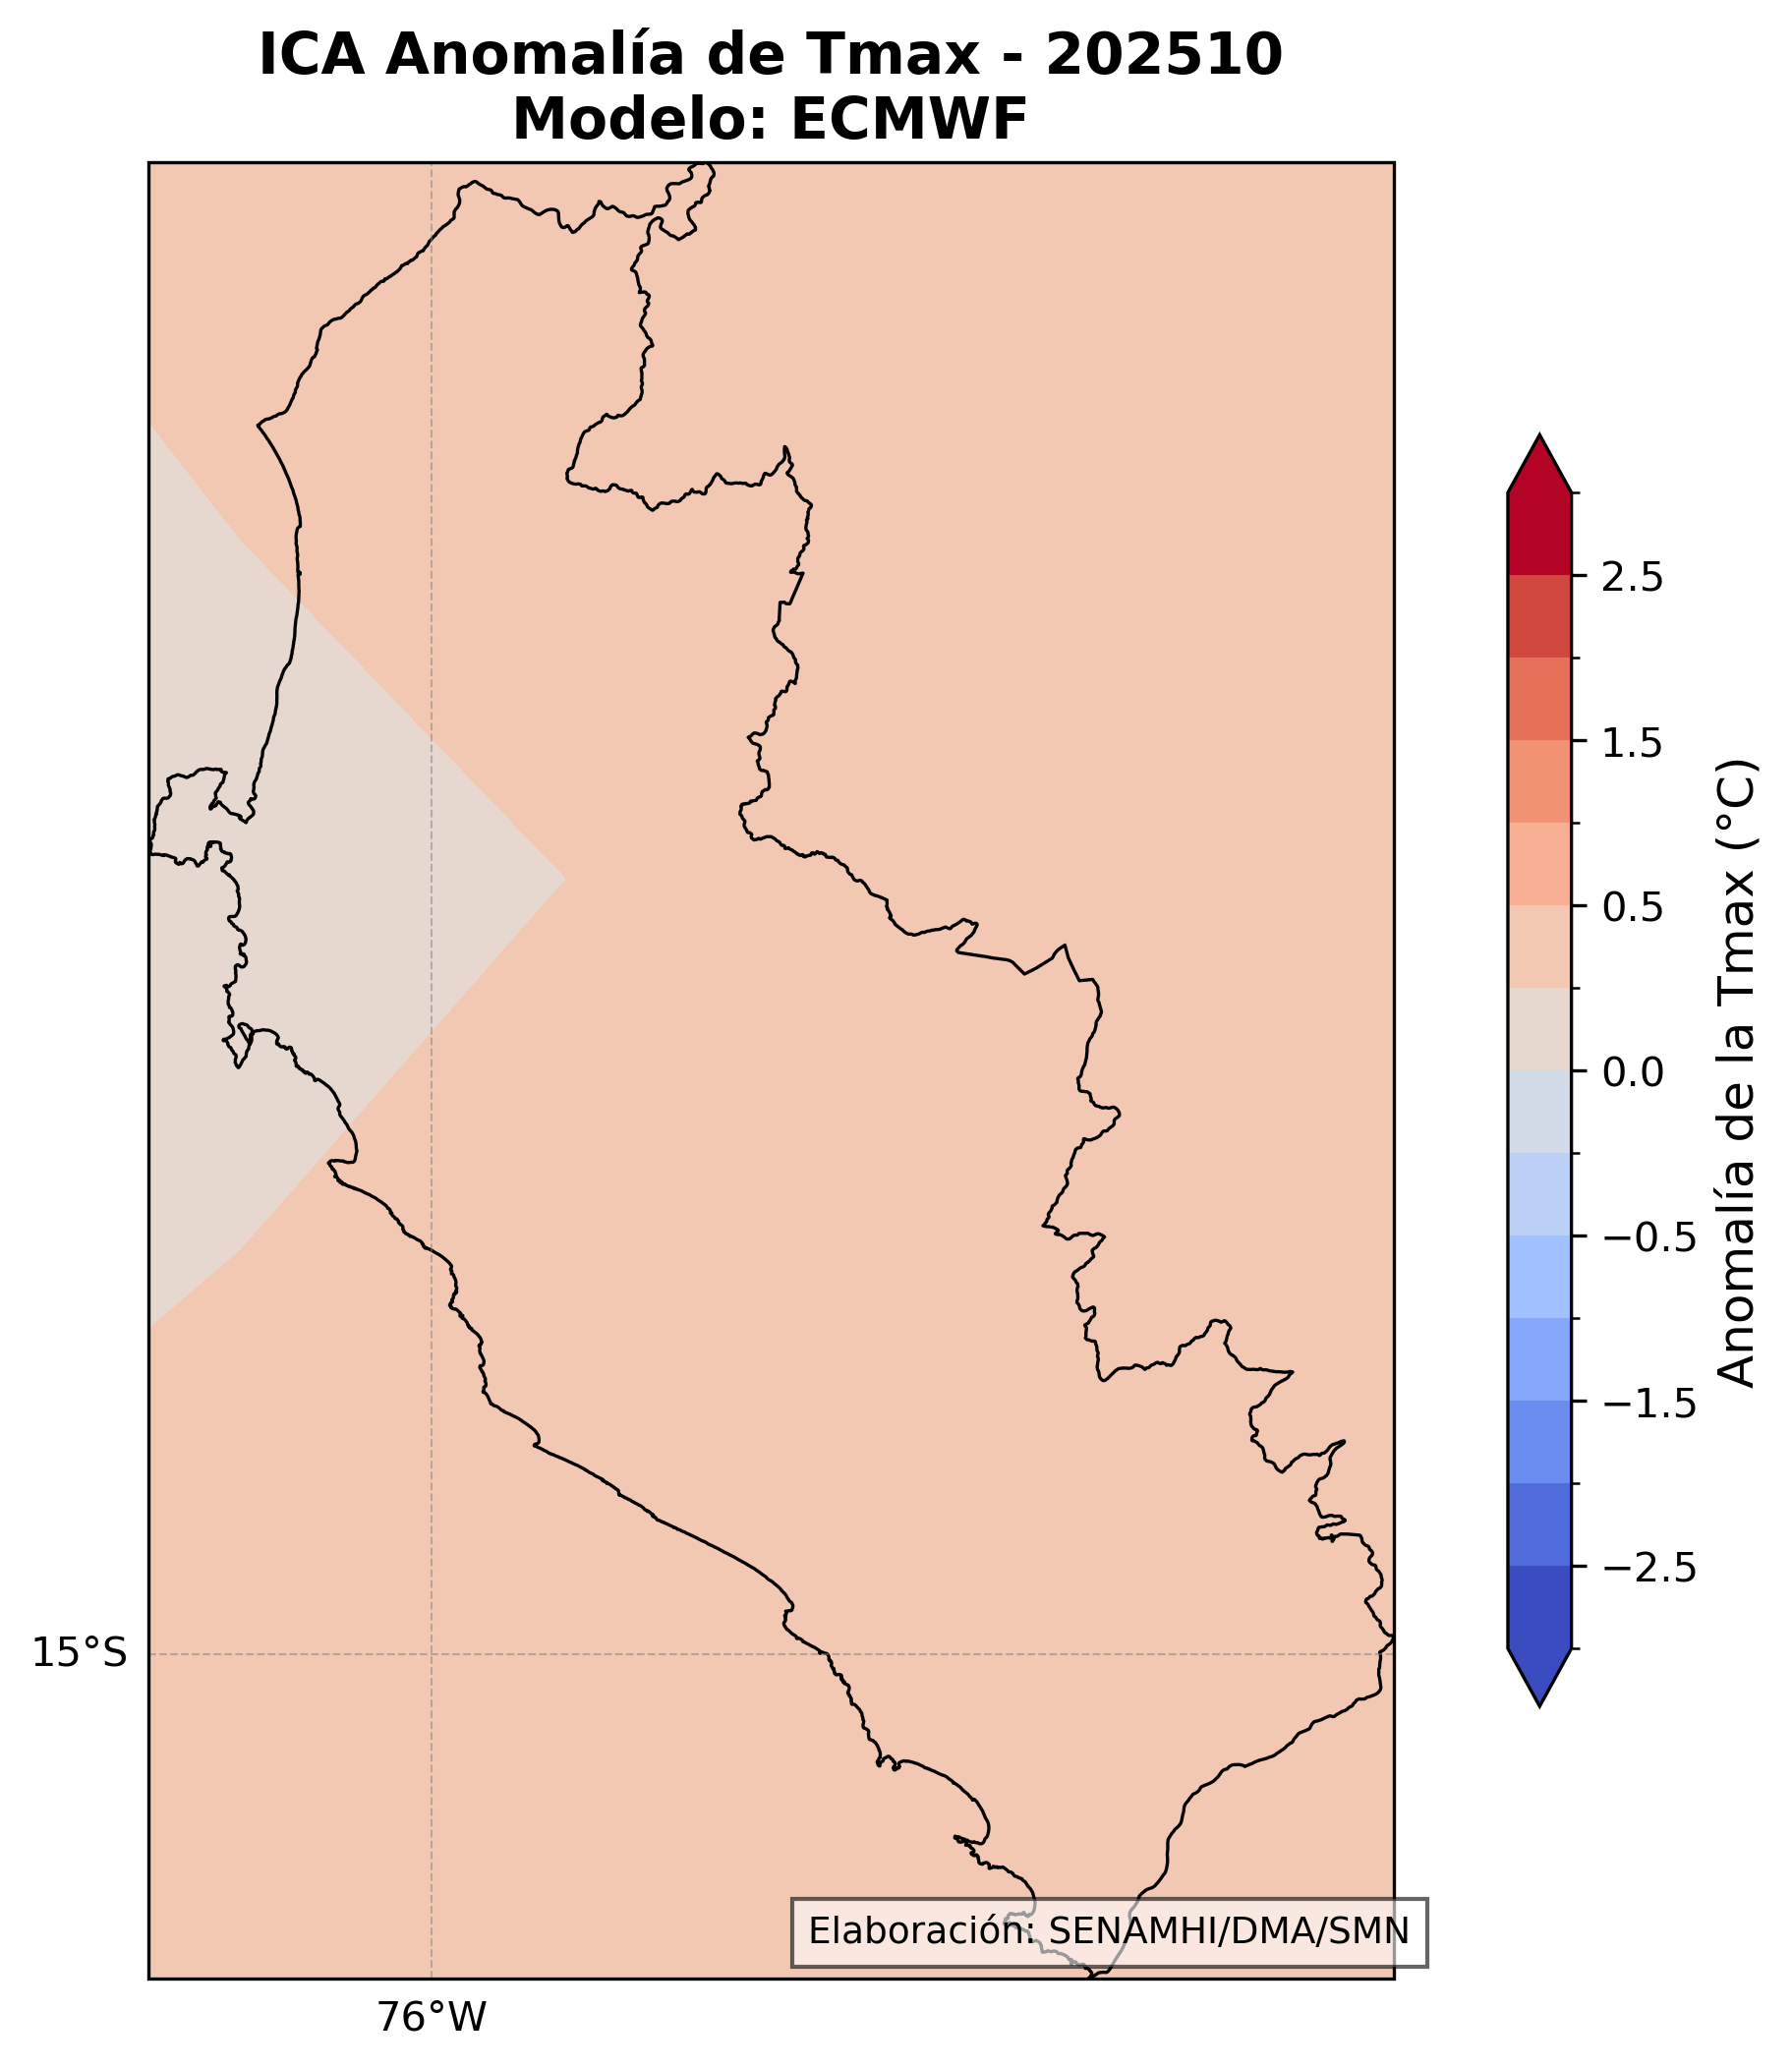 ICA Anomalía de Tmax - 202510
Modelo: ECMWF
2.5
1.5
0.5
0.0
−0.5
−1.5
−2.5
Anomalía de la Tmax (°C)
15°S
Elaboración: SENAMHI/DMA/SMN
76°W